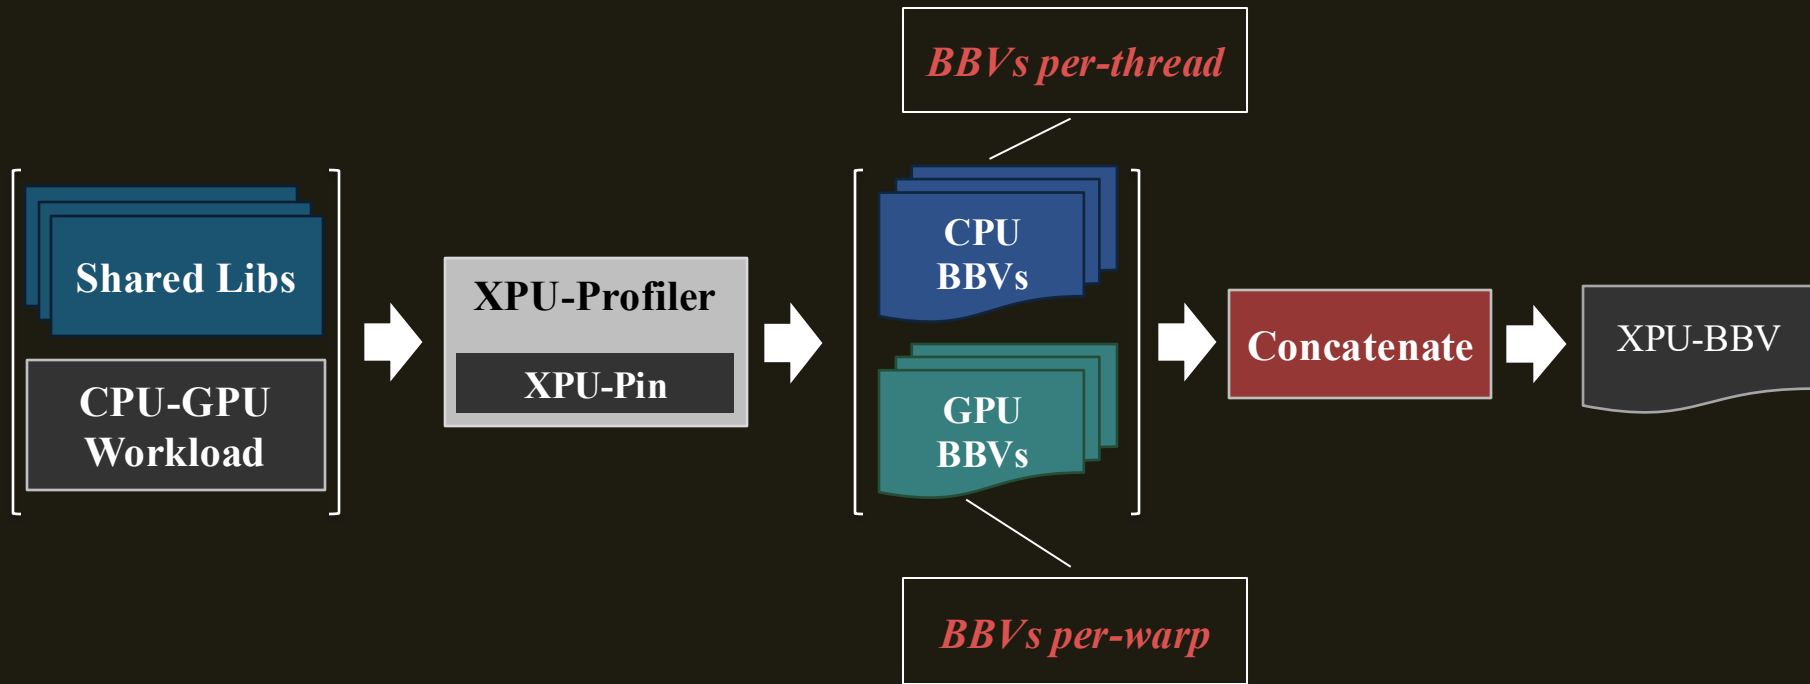 BBVs per-thread
Shared Libs
CPU-GPU
Workload
XPU-Profiler
XPU-Pin
CPU
BBVs
GPU
BBVs
Concatenate
XPU-BBV
BBVs per-warp